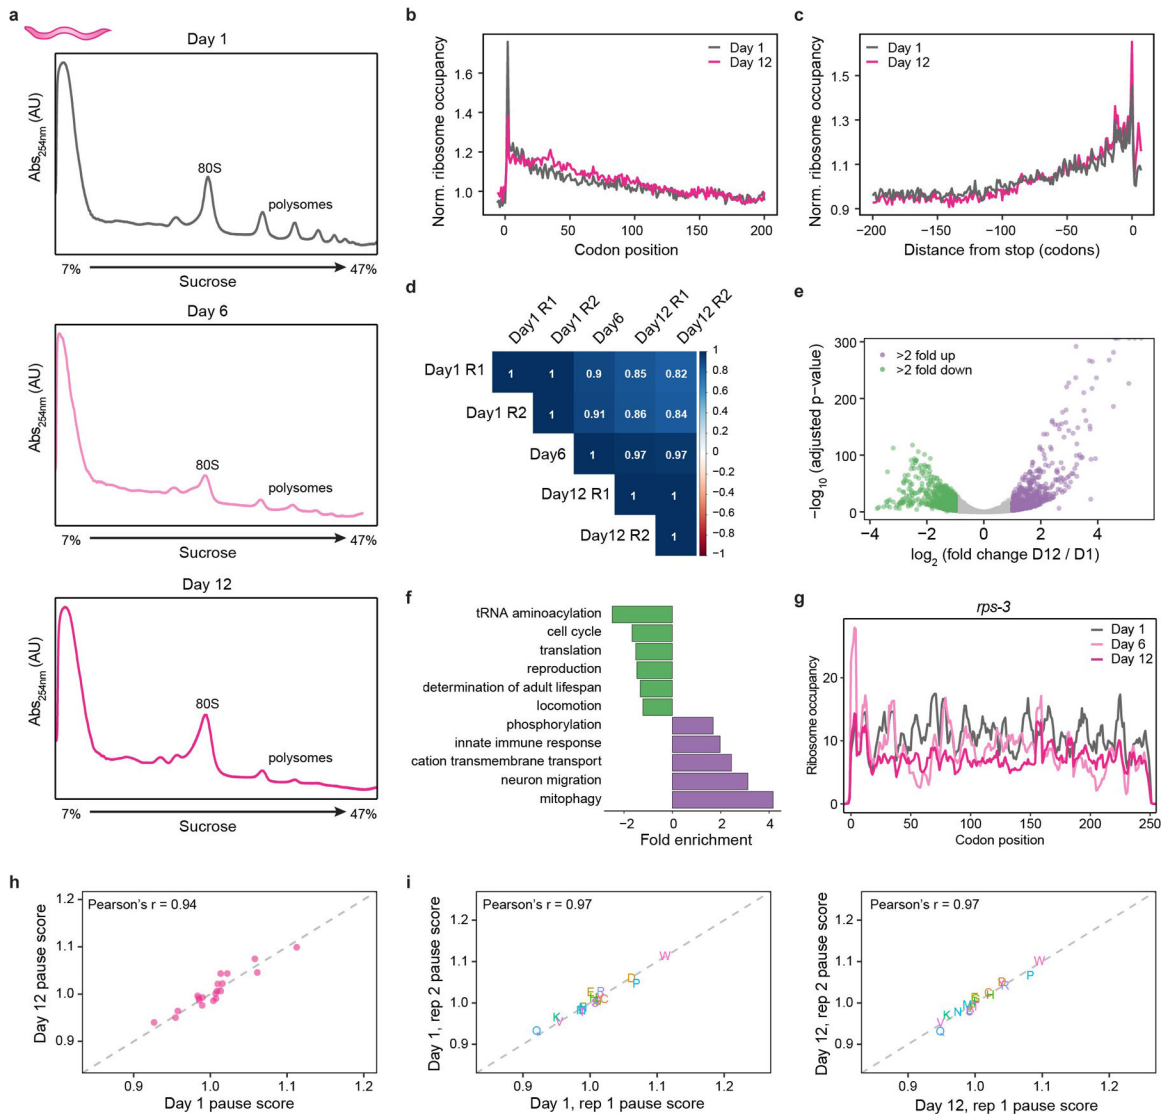 a
Day 1
Abs254nm (AU)
80S
polysomes
7%
47%
Sucrose
Day 6
Abs254nm (AU)
80S
polysomes
7%
47%
Sucrose
Day 12
Abs254nm (AU)
80S
polysomes
7%
47%
Sucrose
b
Norm. ribosome occupancy
1.6
1.4
1.2
1.0
Day 1
Day 12
0
50
100
150
200
Codon position
c
Norm. ribosome occupancy
1.5
1.3
1.1
0.9
Day 1
Day 12
−200
−150
−100
−50
0
Distance from stop (codons)
d
Day1 R1
Day1 R2
Day6
Day12 R1
Day12 R2
Day1 R1 1 1 0.9 0.85 0.82
Day1 R2 1 0.91 0.86 0.84
Day6 1 0.97 0.97
Day12 R1 1 1
Day12 R2 1
1
0.8
0.6
0.4
0.2
0
−0.2
−0.4
−0.6
−0.8
−1
e
−log10 (adjusted p-value)
300
200
100
0
>2 fold up
>2 fold down
−4
−2
0
2
4
log2 (fold change D12 / D1)
f
tRNA aminoacylation
cell cycle
translation
reproduction
determination of adult lifespan
locomotion
phosphorylation
innate immune response
cation transmembrane transport
neuron migration
mitophagy
−2
0
2
4
Fold enrichment
g
rps-3
Ribosome occupancy
20
10
0
Day 1
Day 6
Day 12
0
50
100
150
200
250
Codon position
h
Pearson's r = 0.94
Day 12 pause score
1.2
1.1
1.0
0.9
0.9
1.0
1.1
1.2
Day 1 pause score
i
Pearson's r = 0.97
Day 1, rep 2 pause score
1.2
1.1
1.0
0.9
W
D
P
K
V
Q
0.9
1.0
1.1
1.2
Day 1, rep 1 pause score
Pearson's r = 0.97
Day 12, rep 2 pause score
1.2
1.1
1.0
0.9
W
P
H
N
K
V
Q
0.9
1.0
1.1
1.2
Day 12, rep 1 pause score